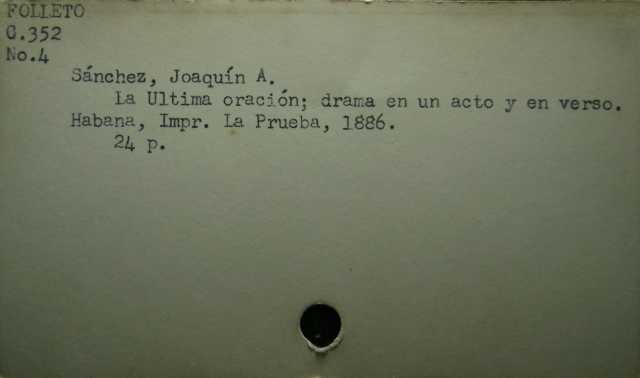 FOLLETO
C.352
No.4
Sánchez, Joaquín A.
La Ultima oración; drama en un acto y en verso.
Habana, Impr. La Prueba, 1886.
24 p.